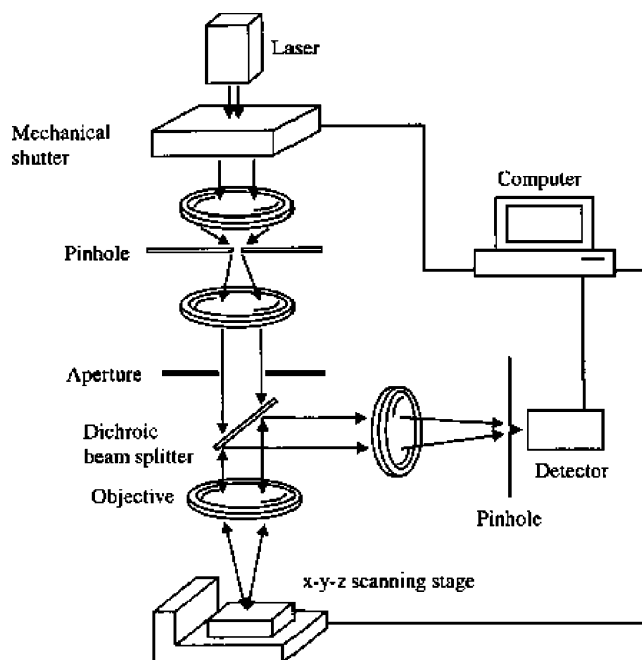 Laser
Mechanical
shutter
Computer
Pinhole
Aperture
Dichroic
beam splitter
Detector
Objective
Pinhole
x-y-z scanning stage